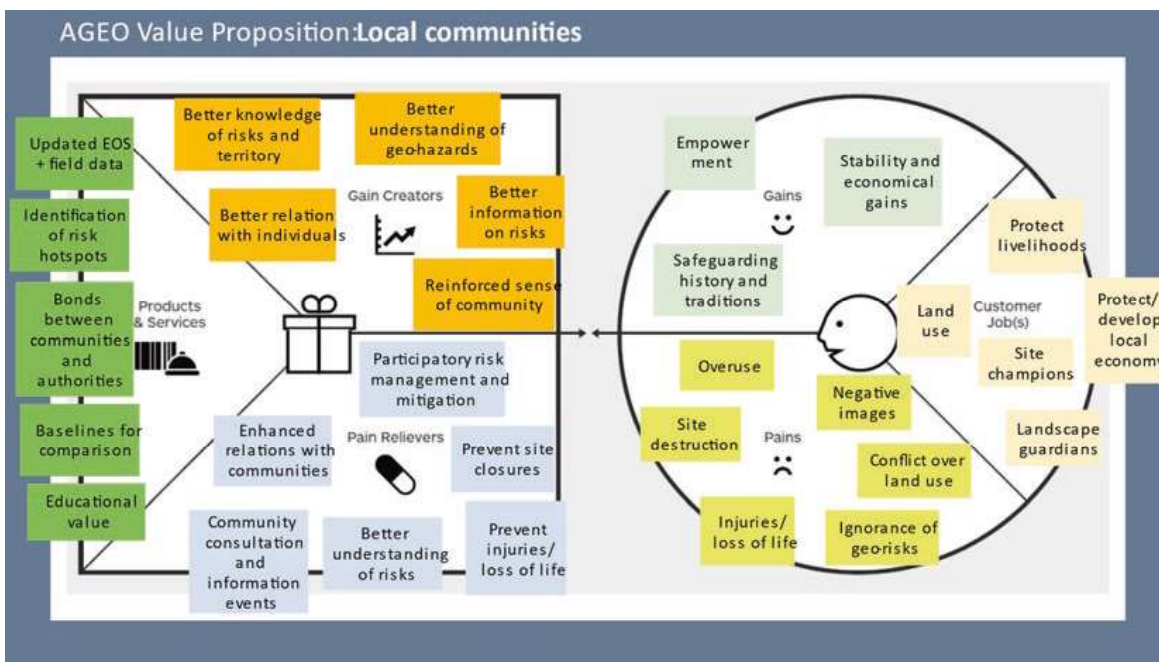 AGEO Value Proposition:Local communities
Updated EOS
+ field data
Identification
of risk
hotspots
Bonds
between
communities
and
authorities
Baselines for
comparison
Educational
value
Products
& Services
Better knowledge
of risks and
territory
Better
understanding of
geo-hazards
Better relation
with individuals
Gain Creators
Better
information
on risks
Reinforced sense
of community
Participatory risk
management and
mitigation
Enhanced
relations with
communities
Pain Relievers
Prevent site
closures
Community
consultation
and
information
events
Better
understanding
of risks
Prevent
injuries/
loss of life
Empower
ment
Stability and
economical
gains
Gains
Safeguarding
history and
traditions
Protect
livelihoods
Land
use
Customer
Job(s)
Protect/
develop
local
economy
Site
champions
Landscape
guardians
Overuse
Negative
images
Site
destruction
Pains
Conflict over
land use
Injuries/
loss of life
Ignorance of
geo-risks